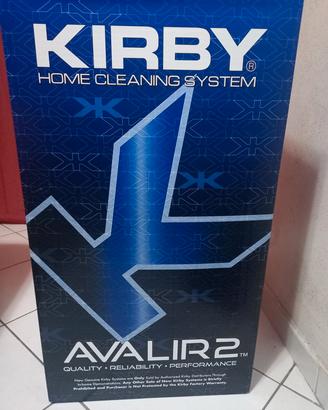 KIRBY®
HOME CLEANING SYSTEM
AVALIR 2™
QUALITY • RELIABILITY • PERFORMANCE
New Genuine Kirby Systems are Only Sold by Authorized Kirby Distributors Through
In-home Demonstrations. Any Other Sale of New Kirby Systems is Strictly
Prohibited and Purchaser is Not Protected by the Kirby Factory Warranty.